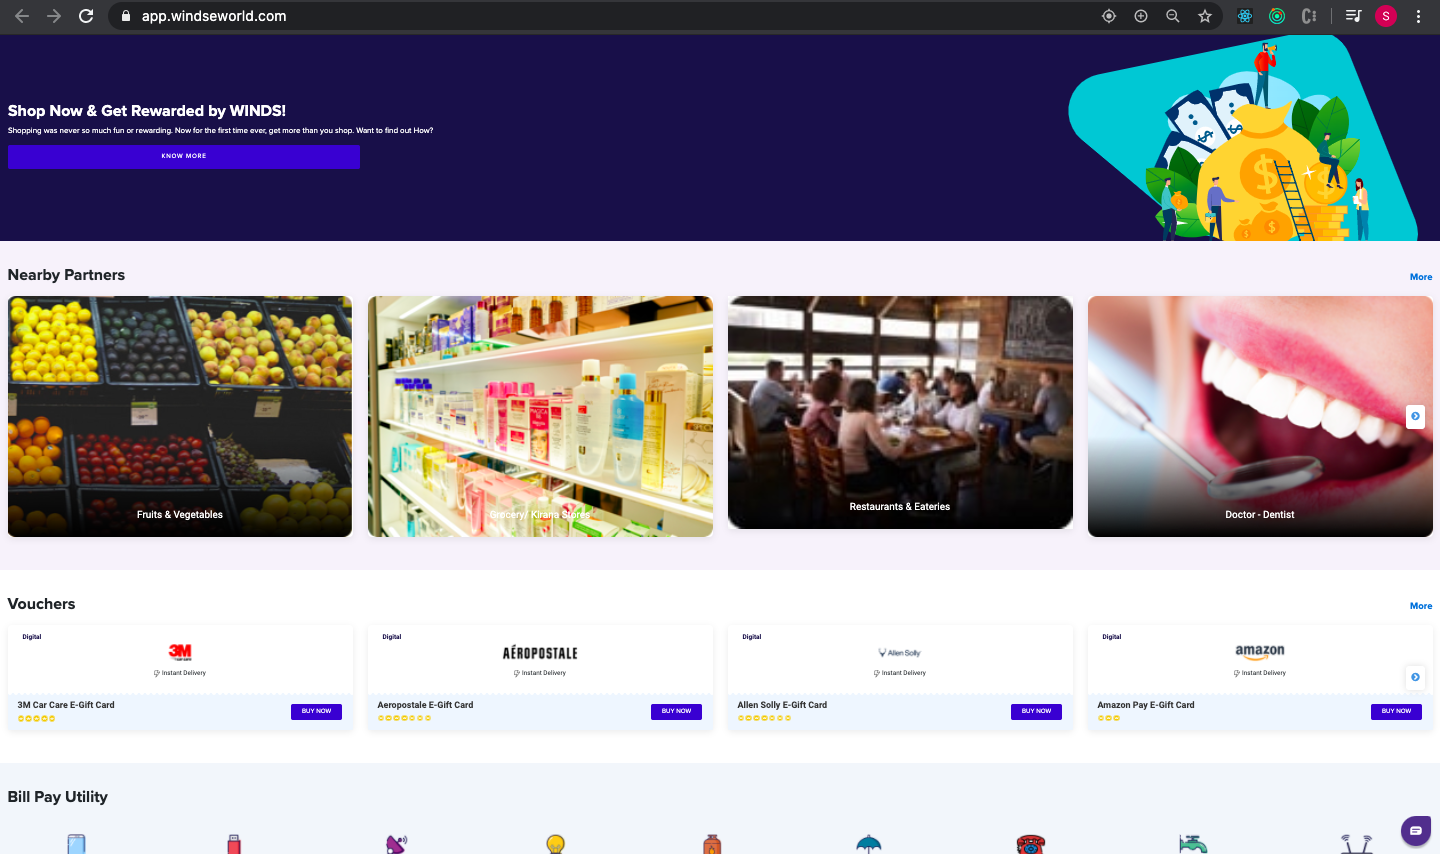 app.windseworld.com
S
Shop Now & Get Rewarded by WINDS!
Shopping was never so much fun or rewarding. Now for the first time ever, get more than you shop. Want to find out How?
KNOW MORE
Nearby Partners
More
Fruits & Vegetables
Grocery/ Kirana Stores
Restaurants & Eateries
Doctor - Dentist
Vouchers
More
Digital
3M
Instant Delivery
3M Car Care E-Gift Card
BUY NOW
Digital
AÉROPOSTALE
Instant Delivery
Aeropostale E-Gift Card
BUY NOW
Digital
Allen Solly
Instant Delivery
Allen Solly E-Gift Card
BUY NOW
Digital
amazon
Instant Delivery
Amazon Pay E-Gift Card
BUY NOW
Bill Pay Utility